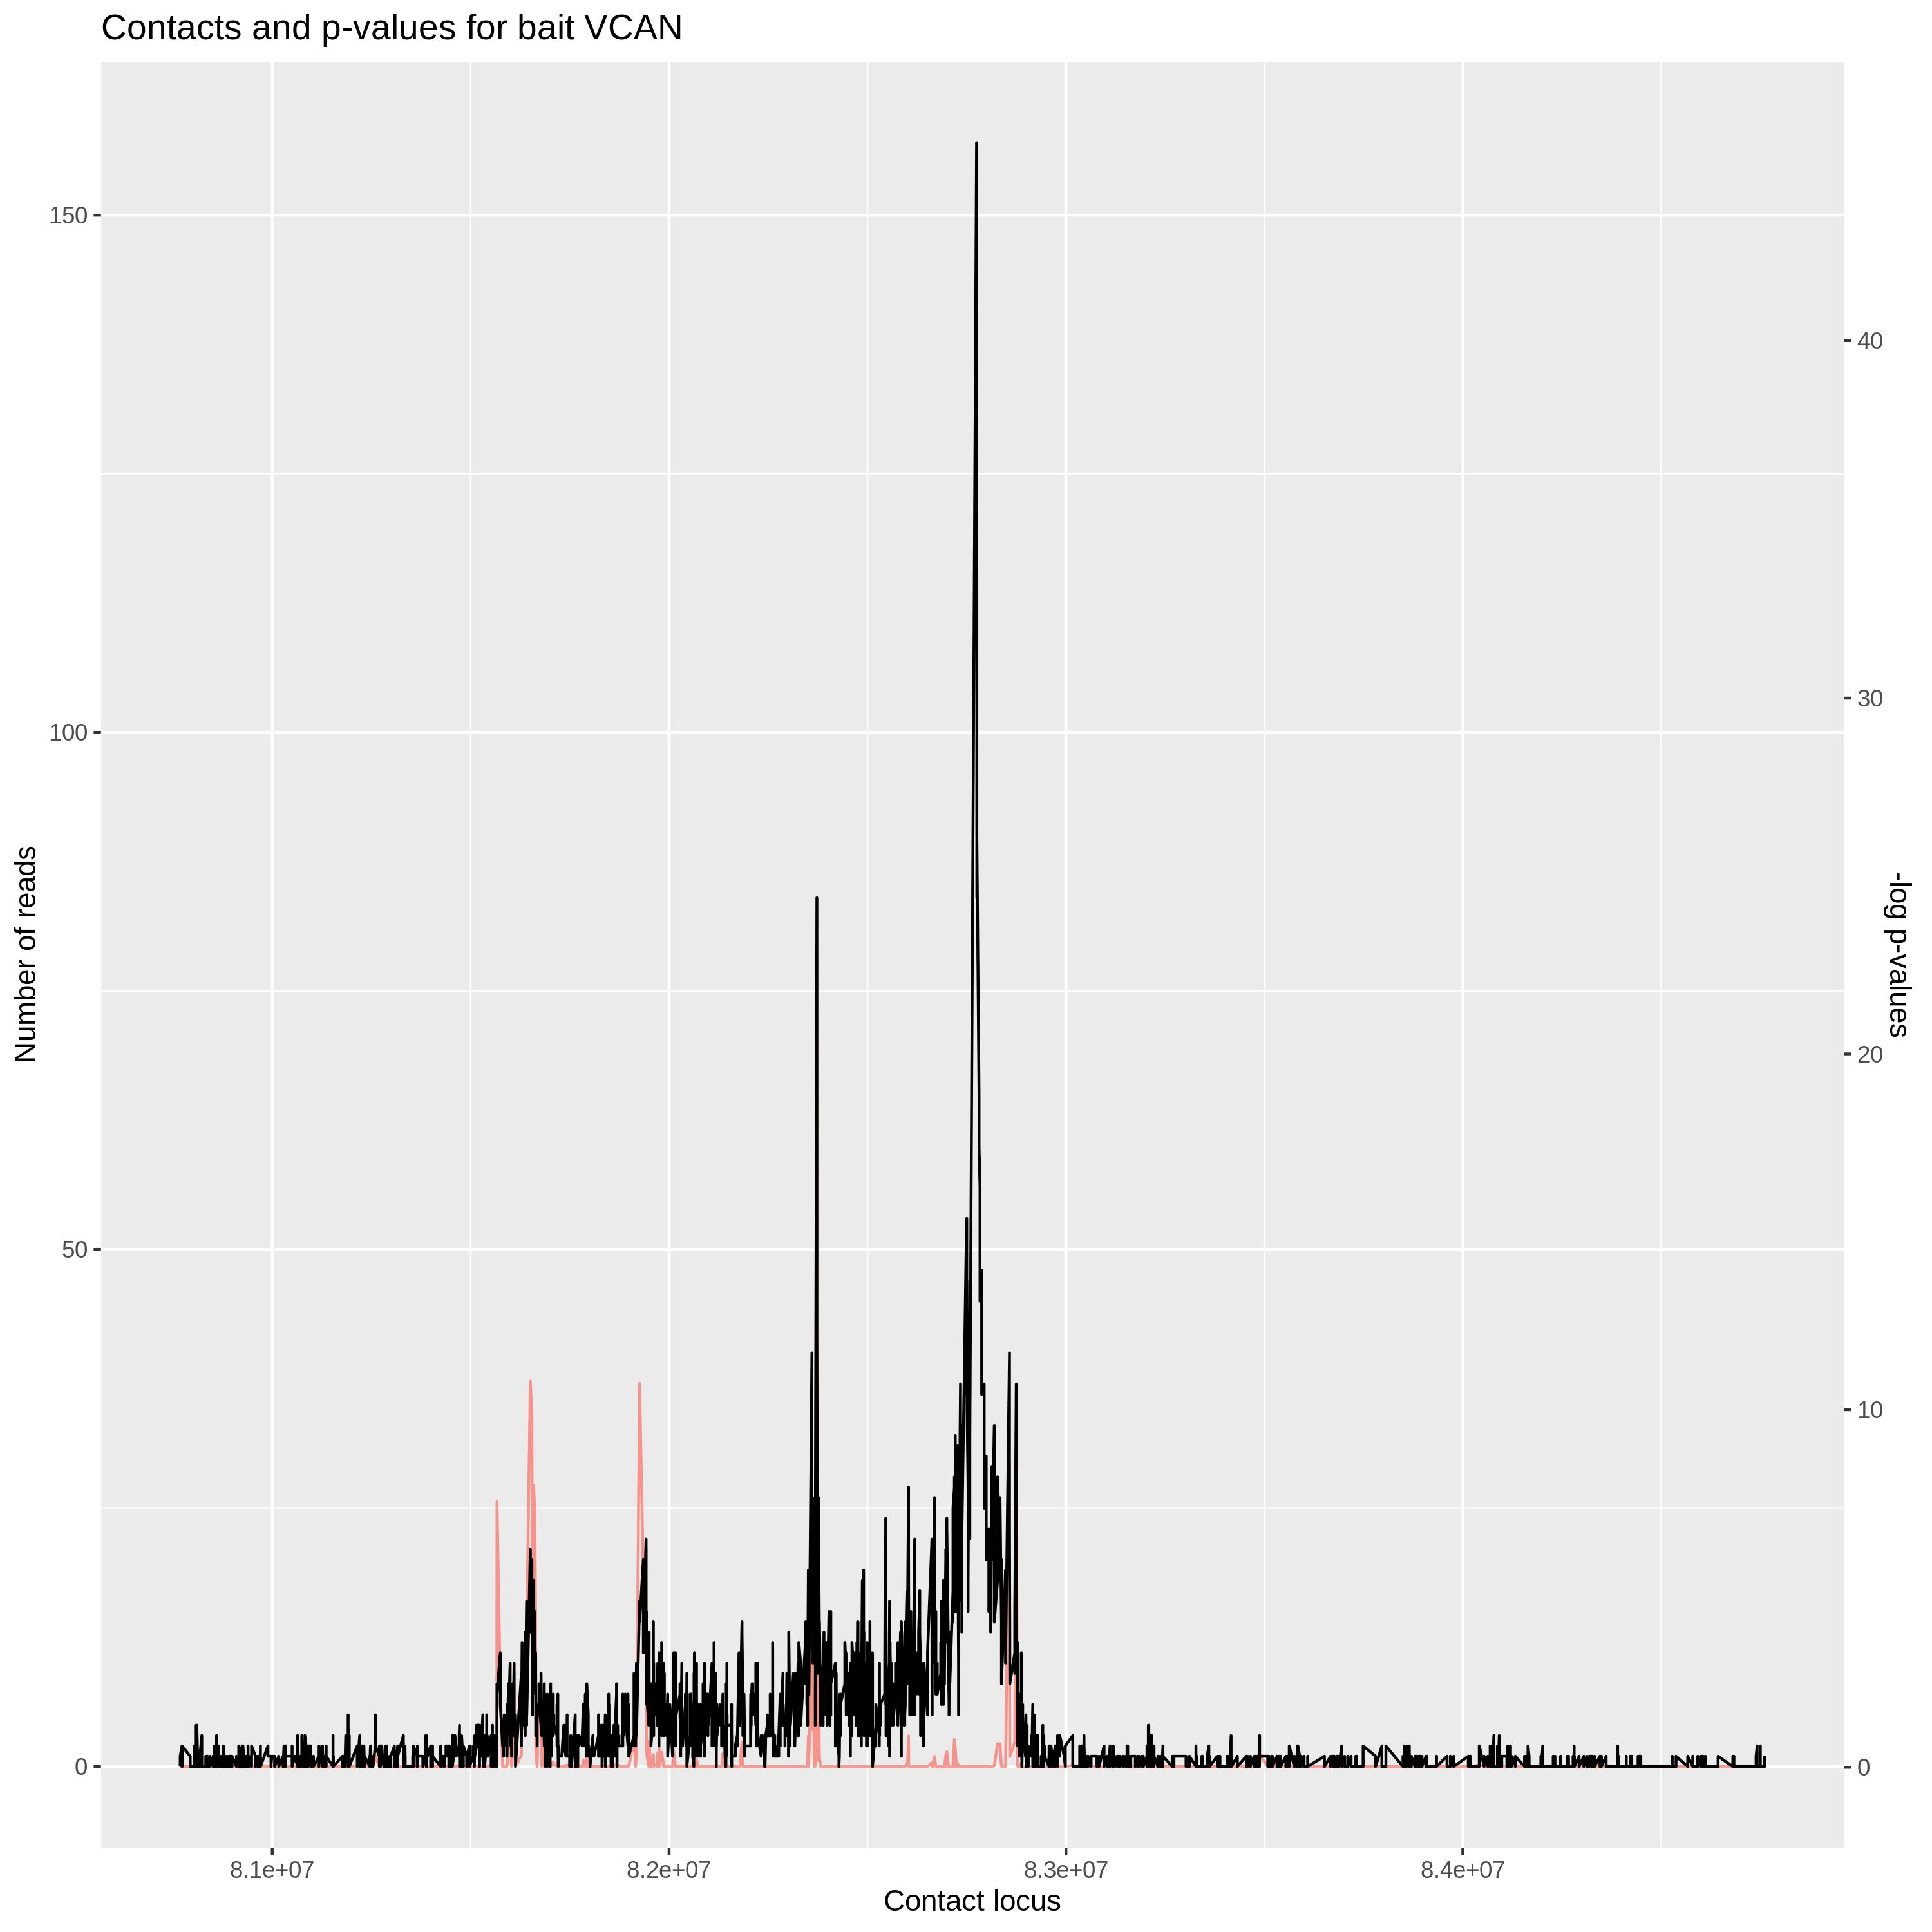 Contacts and p-values for bait VCAN
150
100
50
0
Number of reads
40
30
20
10
0
-log p-values
8.1e+07
8.2e+07
8.3e+07
8.4e+07
Contact locus